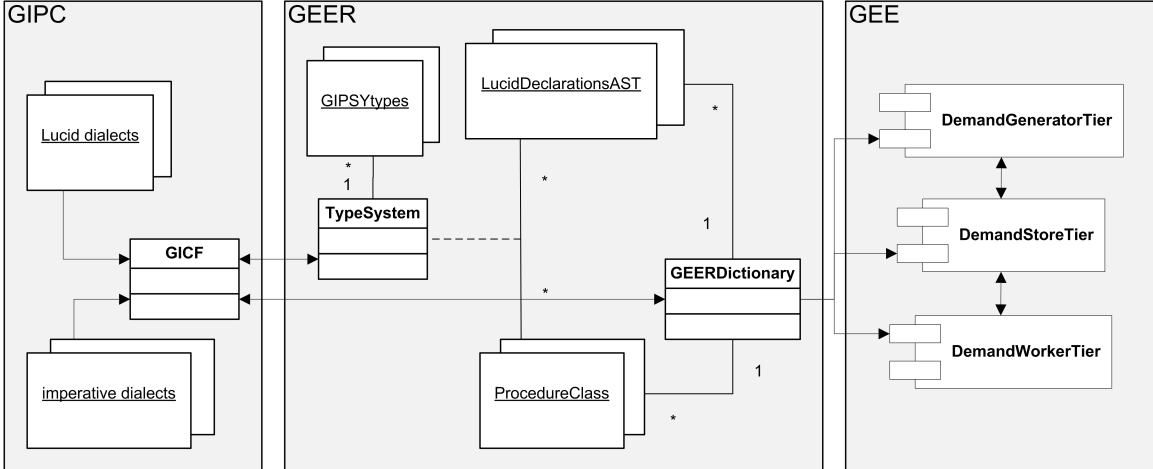 GIPC
Lucid dialects
GICF
imperative dialects
GEER
GIPSYtypes
*
1
TypeSystem
LucidDeclarationsAST
*
*
1
GEERDictionary
*
ProcedureClass
1
*
GEE
DemandGeneratorTier
DemandStoreTier
DemandWorkerTier